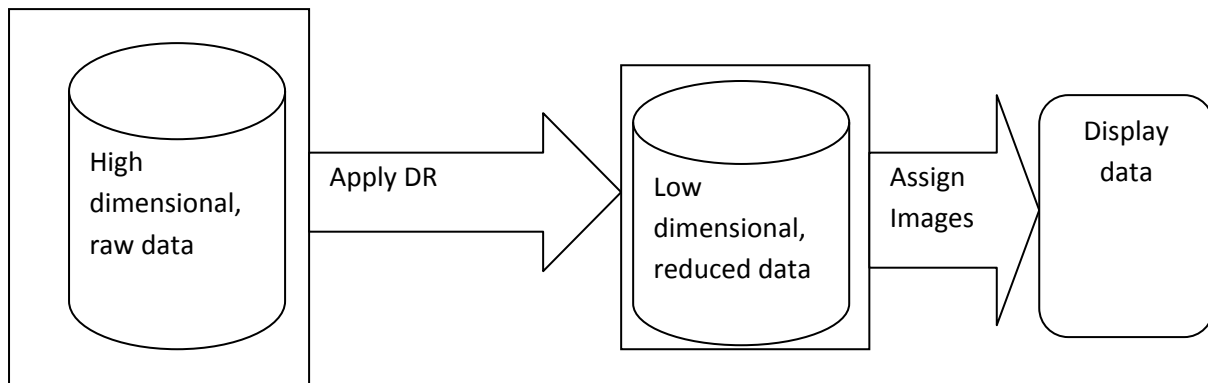 High
dimensional,
raw data
Apply DR
Low
dimensional,
reduced data
Assign
Images
Display
data